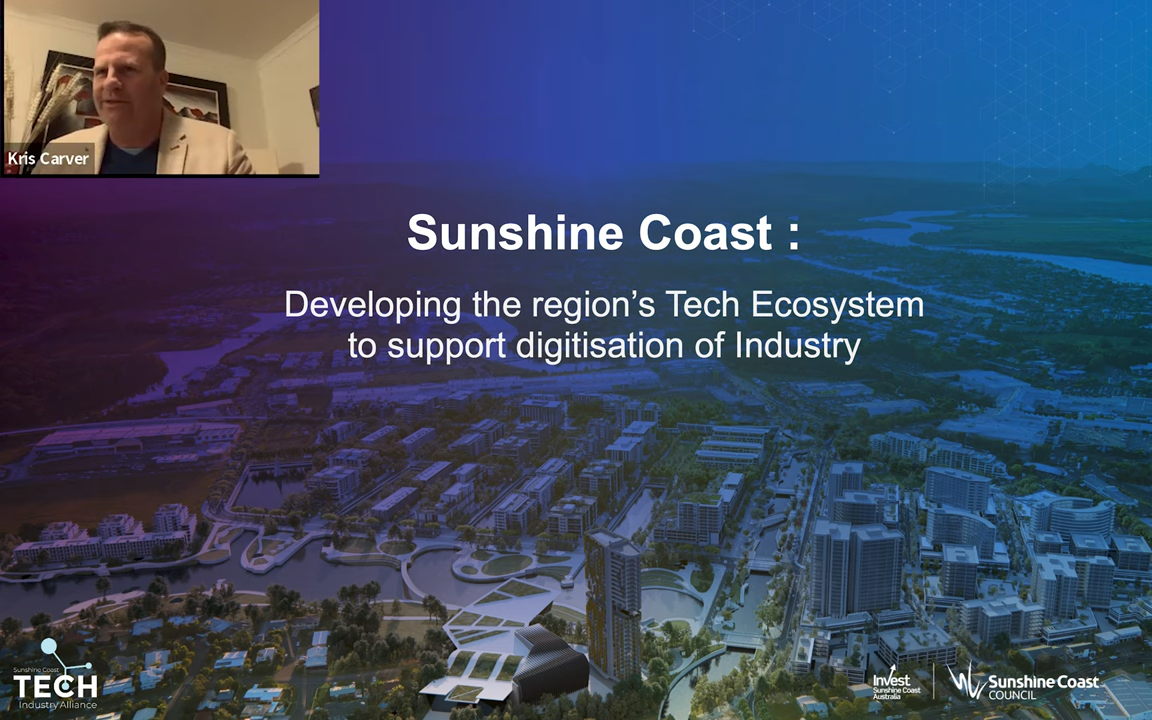 Kris Carver
Sunshine Coast :
Developing the region's Tech Ecosystem
to support digitisation of Industry
Sunshine Coast
TECH
Industry Alliance
Invest
Sunshine Coast
Australia
Sunshine Coast
COUNCIL